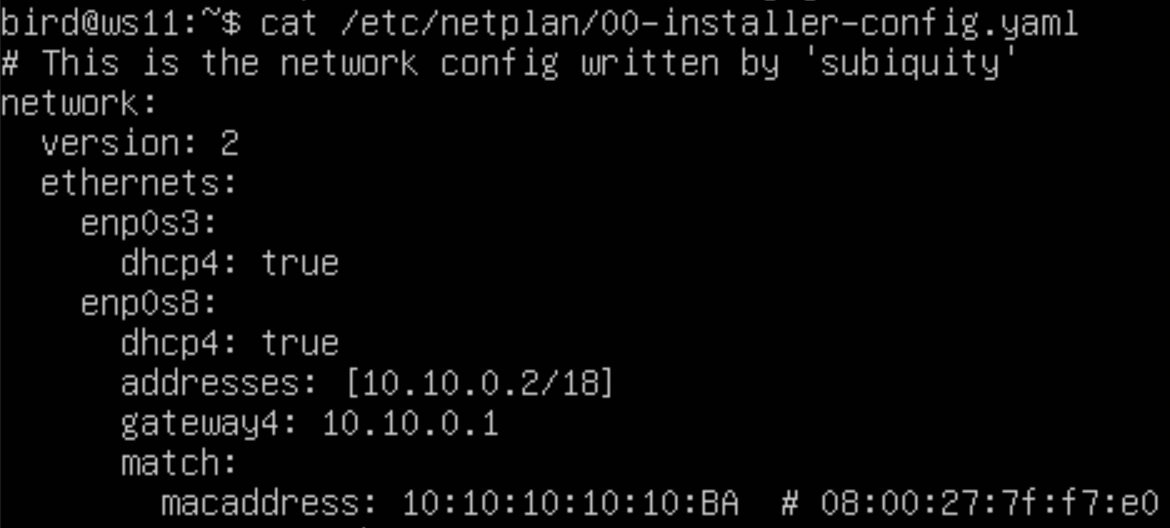 bird@ws11:~$ cat /etc/netplan/00-installer-config.yaml
# This is the network config written by 'subiquity'
network:
  version: 2
  ethernets:
    enp0s3:
      dhcp4: true
    enp0s8:
      dhcp4: true
      addresses: [10.10.0.2/18]
      gateway4: 10.10.0.1
      match:
        macaddress: 10:10:10:10:10:BA  # 08:00:27:7f:f7:e0